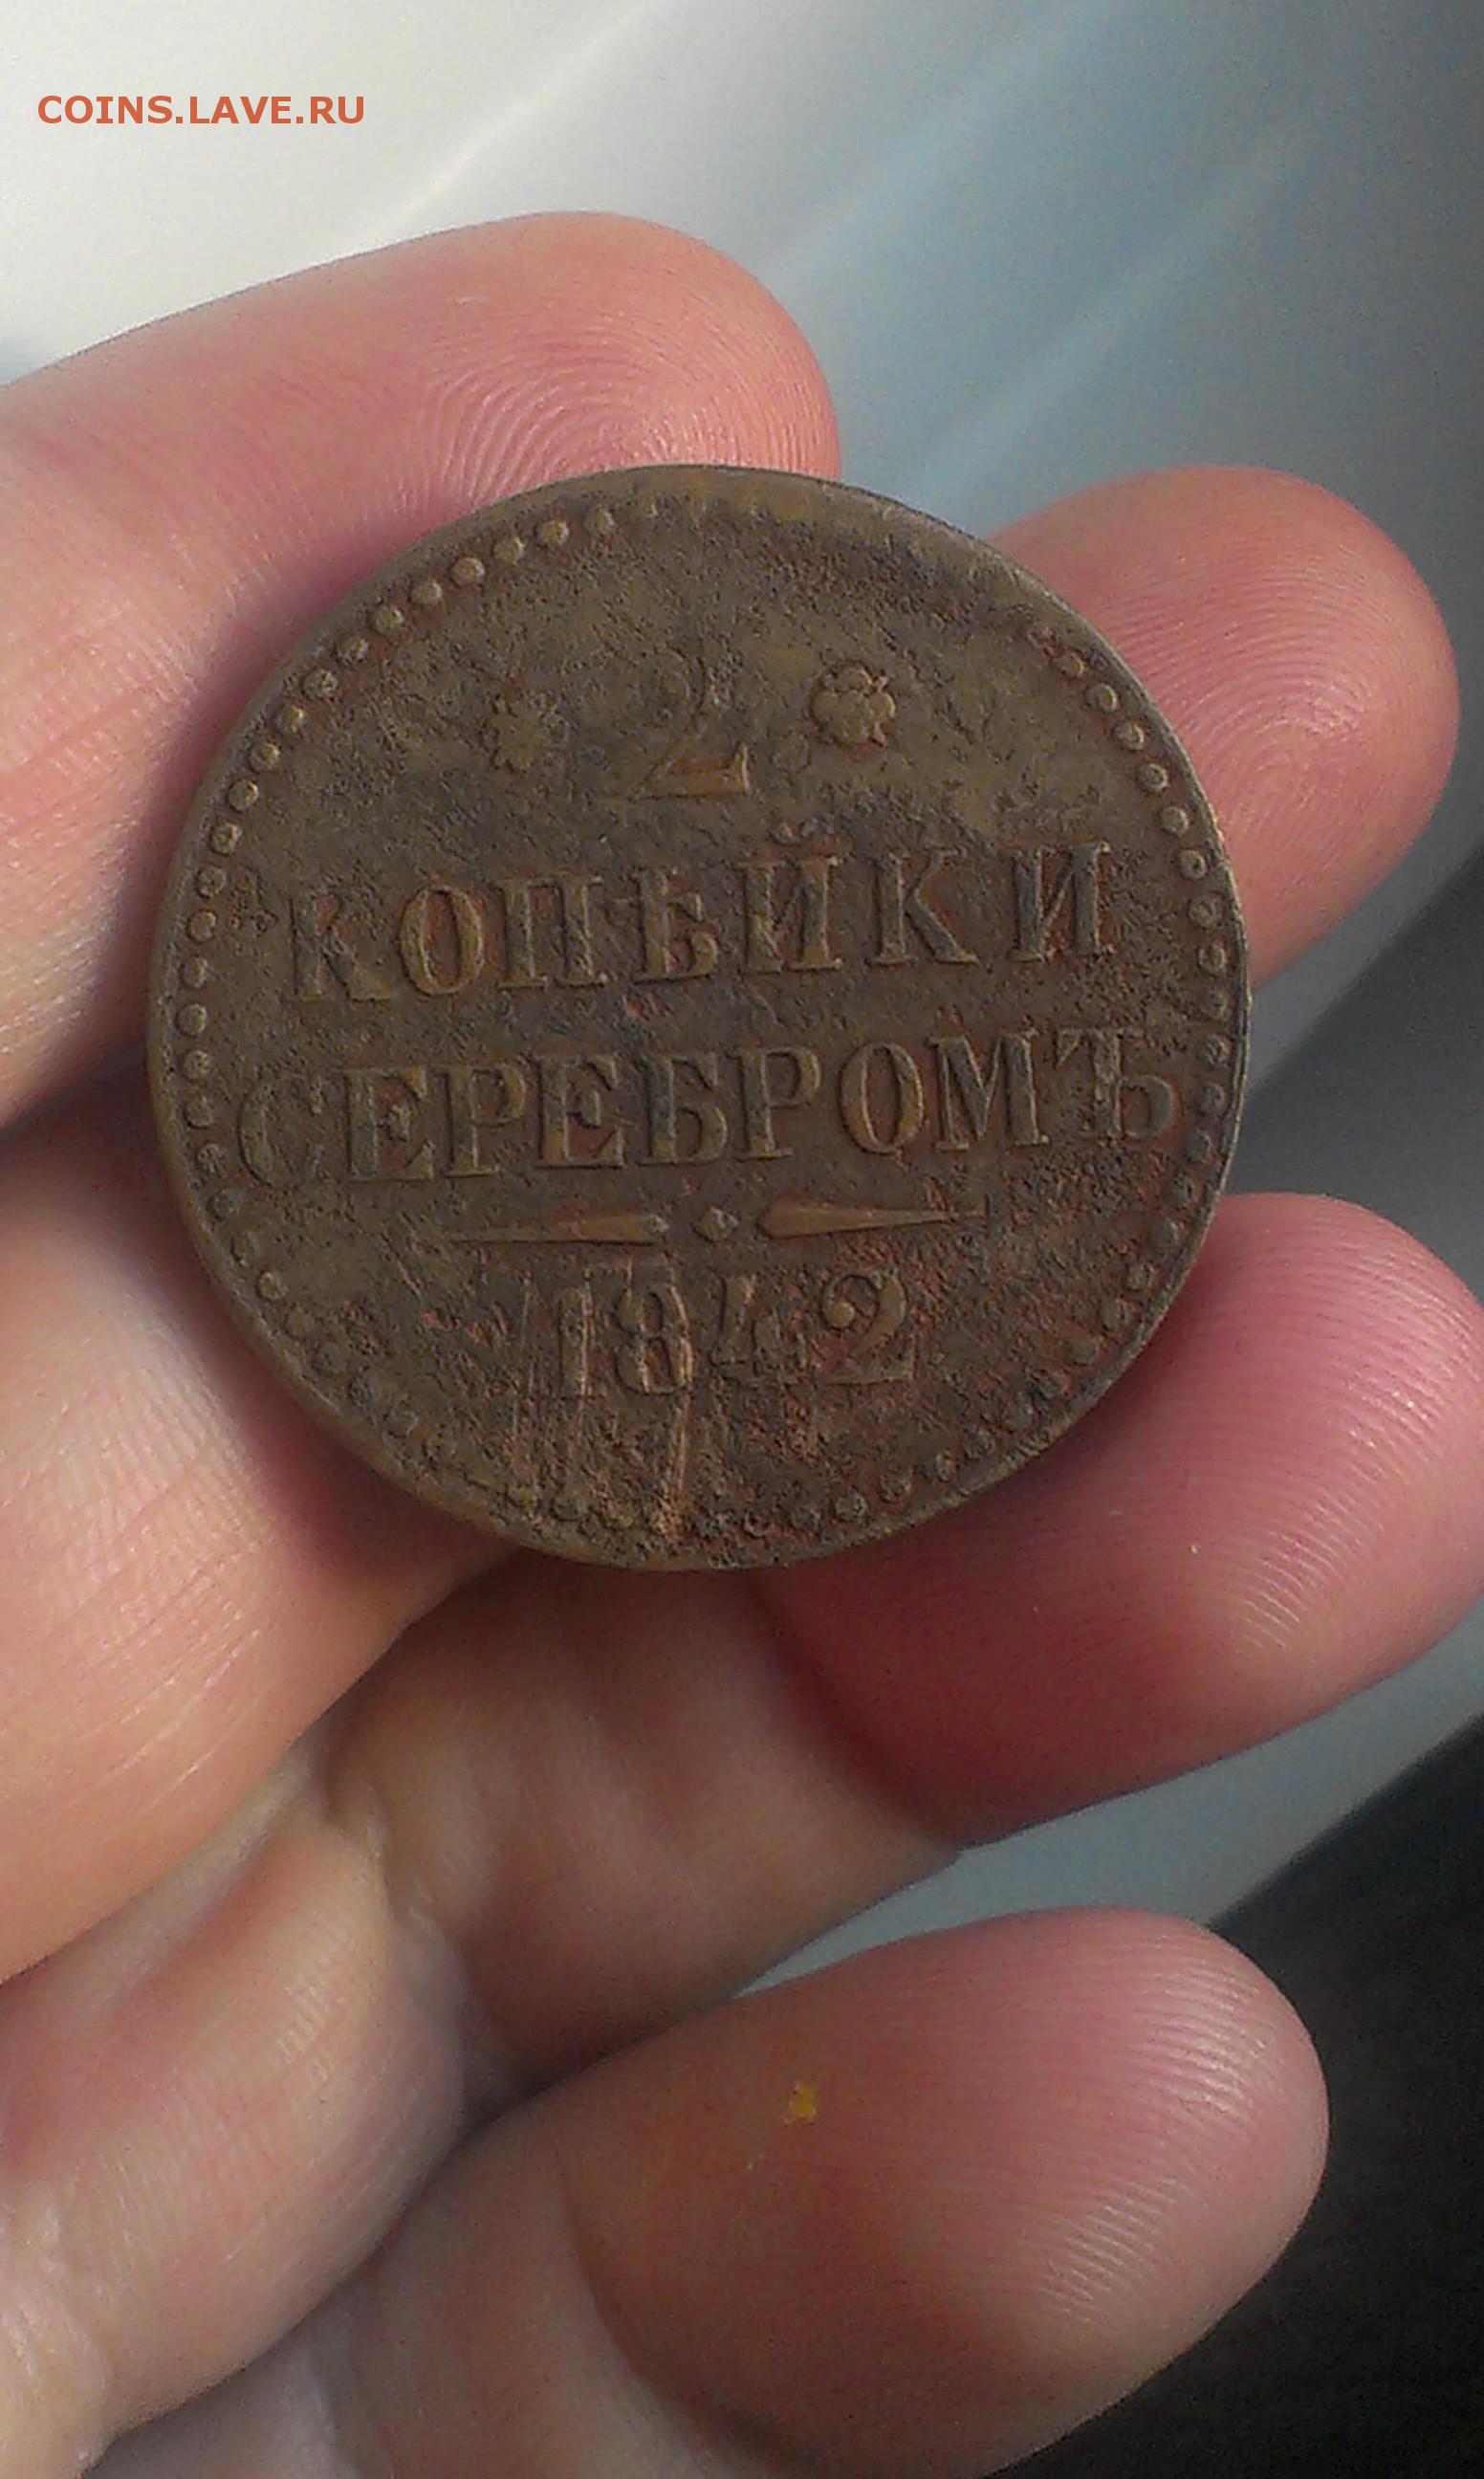 COINS.LAVE.RU
2
КОПѢЙКИ
СЕРЕБРОМЪ
1842